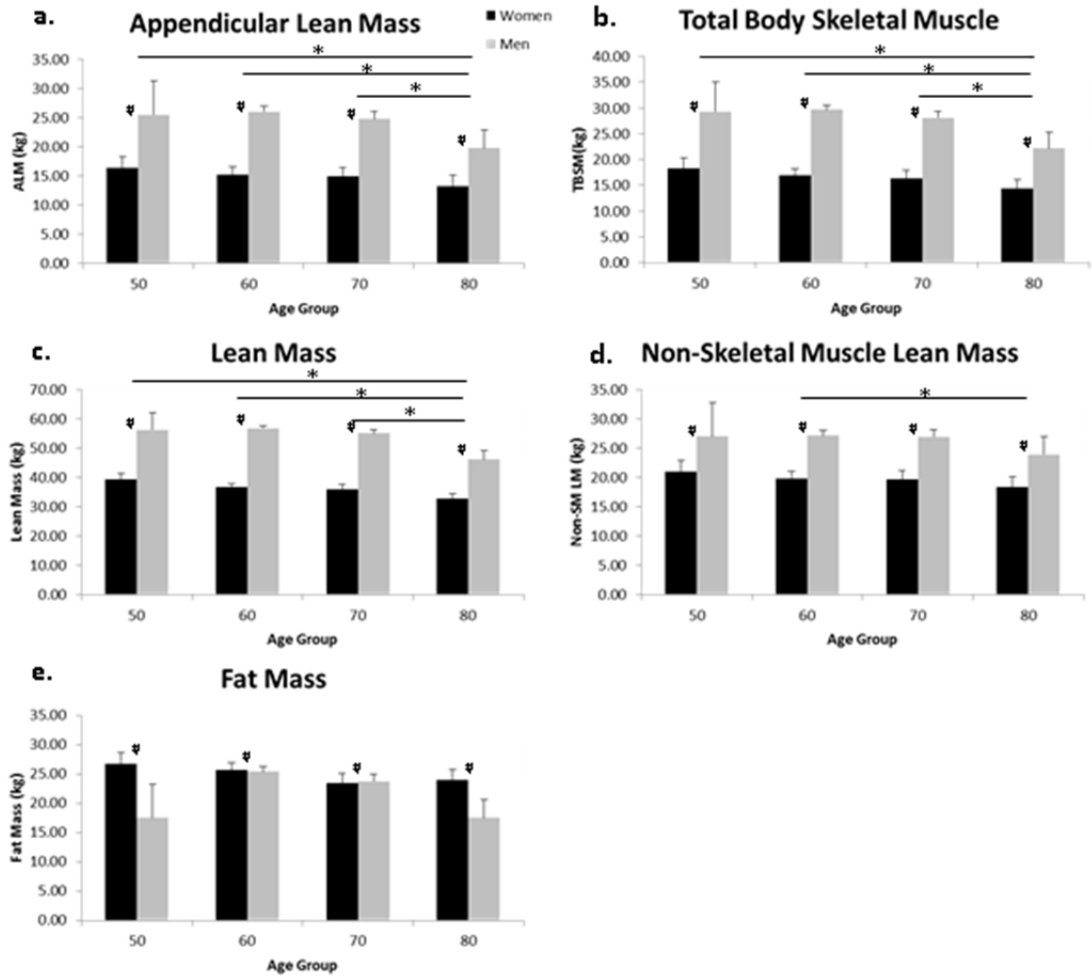 a.
Appendicular Lean Mass
Women
Men
ALM (kg)
35.00
30.00
25.00
20.00
15.00
10.00
5.00
0.00
*
*
*
#
#
#
#
50 60 70 80
Age Group
b.
Total Body Skeletal Muscle
TBSM(kg)
40.00
35.00
30.00
25.00
20.00
15.00
10.00
5.00
0.00
*
*
*
#
#
#
#
50 60 70 80
Age Group
c.
Lean Mass
Lean Mass (kg)
70.00
60.00
50.00
40.00
30.00
20.00
10.00
0.00
*
*
*
#
#
#
#
50 60 70 80
Age Group
d.
Non-Skeletal Muscle Lean Mass
Non-SM LM (kg)
35.00
30.00
25.00
20.00
15.00
10.00
5.00
0.00
*
#
#
#
#
50 60 70 80
Age Group
e.
Fat Mass
Fat Mass (kg)
35.00
30.00
25.00
20.00
15.00
10.00
5.00
0.00
#
#
#
#
50 60 70 80
Age Group